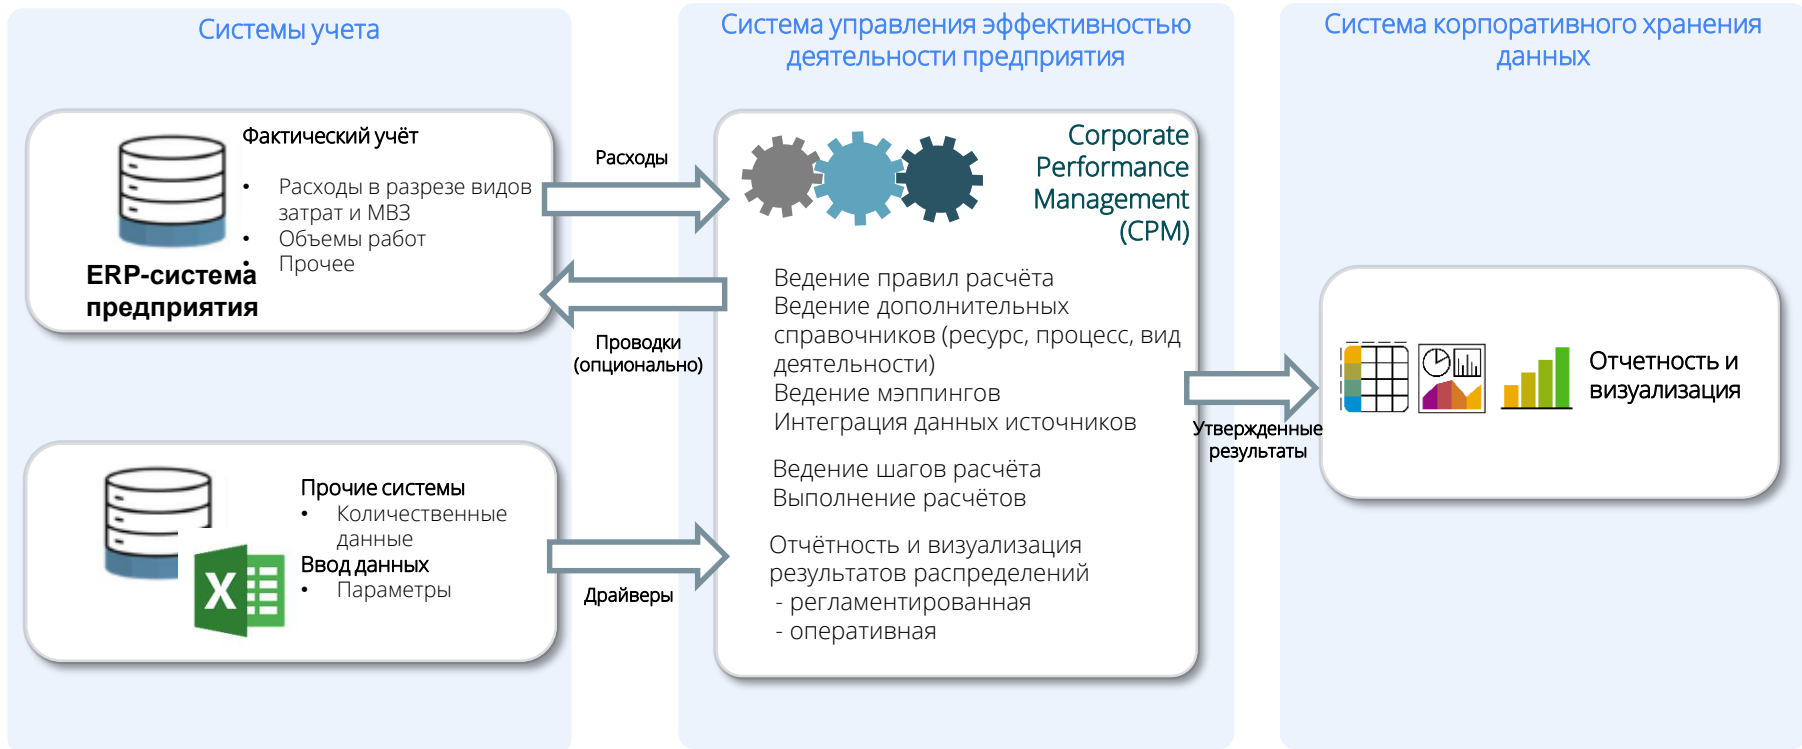 Системы учета
Фактический учёт
• Расходы в разрезе видов
затрат и МВЗ
• Объемы работ
• Прочее
ERP-система
предприятия
Прочие системы
• Количественные
данные
Ввод данных
• Параметры
X
Расходы
Проводки
(опционально)
Драйверы
Система управления эффективностью
деятельности предприятия
Corporate
Performance
Management
(CPM)
Ведение правил расчёта
Ведение дополнительных
справочников (ресурс, процесс, вид
деятельности)
Ведение мэппингов
Интеграция данных источников
Ведение шагов расчёта
Выполнение расчётов
Отчётность и визуализация
результатов распределений
- регламентированная
- оперативная
Утвержденные
результаты
Система корпоративного хранения
данных
Отчетность и
визуализация